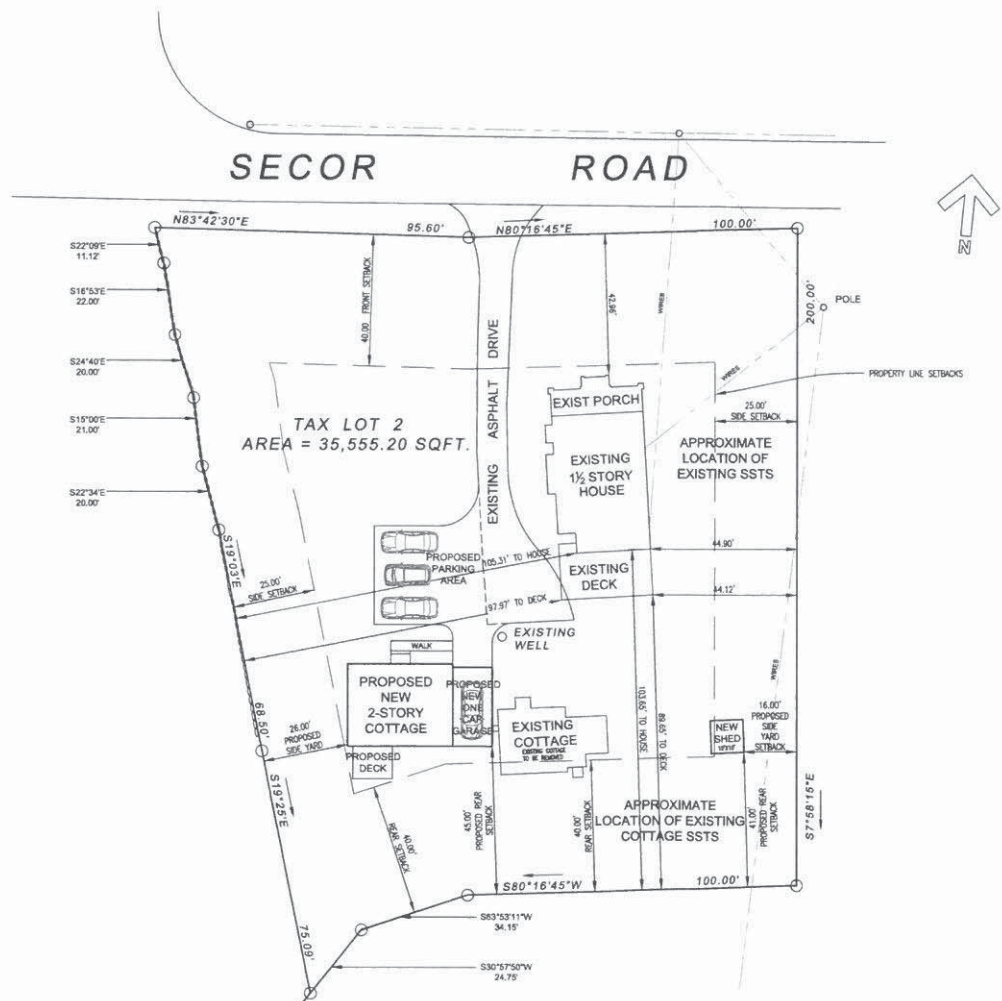 SECOR ROAD
N83°42'30"E
95.60'
N80°16'45"E
100.00'
N
S22°09'E
11.12'
S16°53'E
22.00'
S24°40'E
20.00'
S15°00'E
21.00'
S22°34'E
20.00'
S19°03'E
68.50'
S19°25'E
75.09'
40.00' FRONT SETBACK
42.96'
WIRES
200.00'
POLE
WIRES
PROPERTY LINE SETBACKS
25.00'
SIDE SETBACK
EXISTING ASPHALT DRIVE
EXIST PORCH
TAX LOT 2
AREA = 35,555.20 SQFT.
EXISTING
1½ STORY
HOUSE
APPROXIMATE
LOCATION OF
EXISTING SSTS
PROPOSED
PARKING
AREA
105.31' TO HOUSE
44.90'
EXISTING
DECK
25.00'
SIDE SETBACK
97.97' TO DECK
44.12'
EXISTING
WELL
WALK
WIRES
PROPOSED
NEW
2-STORY
COTTAGE
PROPOSED
NEW
ONE
CAR
GARAGE
103.65' TO HOUSE
89.65' TO DECK
16.00'
PROPOSED
SIDE
YARD
SETBACK
26.00'
PROPOSED
SIDE YARD
EXISTING
COTTAGE
EXISTING COTTAGE
TO BE REMOVED
NEW
SHED
PROPOSED
DECK
S7°58'15"E
40.00'
REAR SETBACK
45.00'
PROPOSED REAR
SETBACK
40.00'
REAR SETBACK
APPROXIMATE
LOCATION OF EXISTING
COTTAGE SSTS
41.00'
PROPOSED REAR
SETBACK
S80°16'45"W
100.00'
S63°53'11"W
34.15'
S30°57'50"W
24.75'